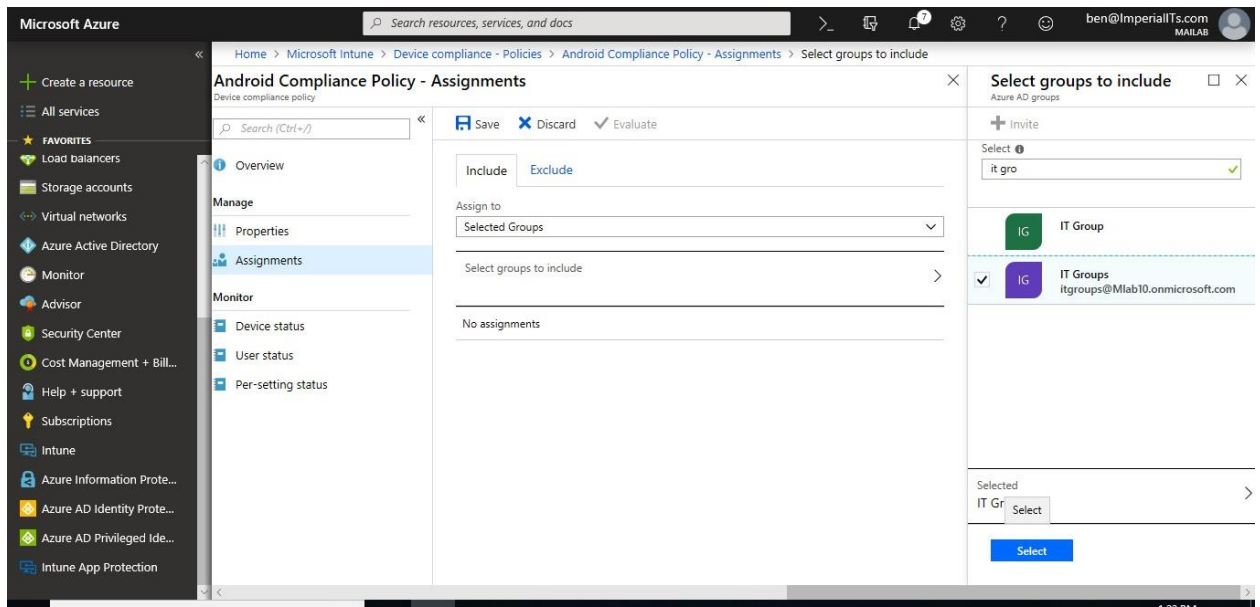 Microsoft Azure
Search resources, services, and docs
7
ben@ImperialITs.com
MAILAB
Home > Microsoft Intune > Device compliance - Policies > Android Compliance Policy - Assignments > Select groups to include
Create a resource
All services
FAVORITES
Load balancers
Storage accounts
Virtual networks
Azure Active Directory
Monitor
Advisor
Security Center
Cost Management + Bill...
Help + support
Subscriptions
Intune
Azure Information Prote...
Azure AD Identity Prote...
Azure AD Privileged Ide...
Intune App Protection
Android Compliance Policy - Assignments
Device compliance policy
Search (Ctrl+/)
Overview
Manage
Properties
Assignments
Monitor
Device status
User status
Per-setting status
Save Discard Evaluate
Include Exclude
Assign to
Selected Groups
Select groups to include
No assignments
Select groups to include
Azure AD groups
Invite
Select
it gro
IG IT Group
IG IT Groups
itgroups@Mlab10.onmicrosoft.com
Selected
IT Gr
Select
Select